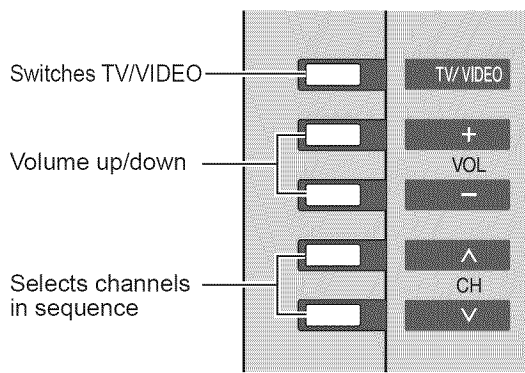 Switches TV/VIDEO
TV/ VIDEO
+
Volume up/down
VOL
−
∧
Selects channels
CH
in sequence
∨